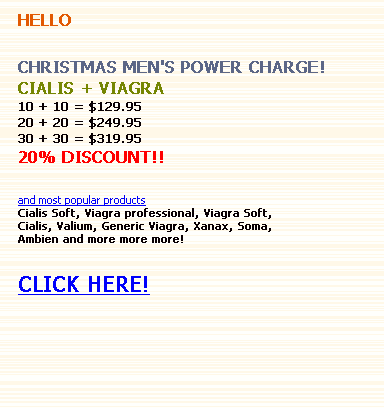 HELLO
CHRISTMAS MEN'S POWER CHARGE!
CIALIS + VIAGRA
10 + 10 = $129.95
20 + 20 = $249.95
30 + 30 = $319.95
20% DISCOUNT!!
and most popular products
Cialis Soft, Viagra professional, Viagra Soft,
Cialis, Valium, Generic Viagra, Xanax, Soma,
Ambien and more more more!
CLICK HERE!